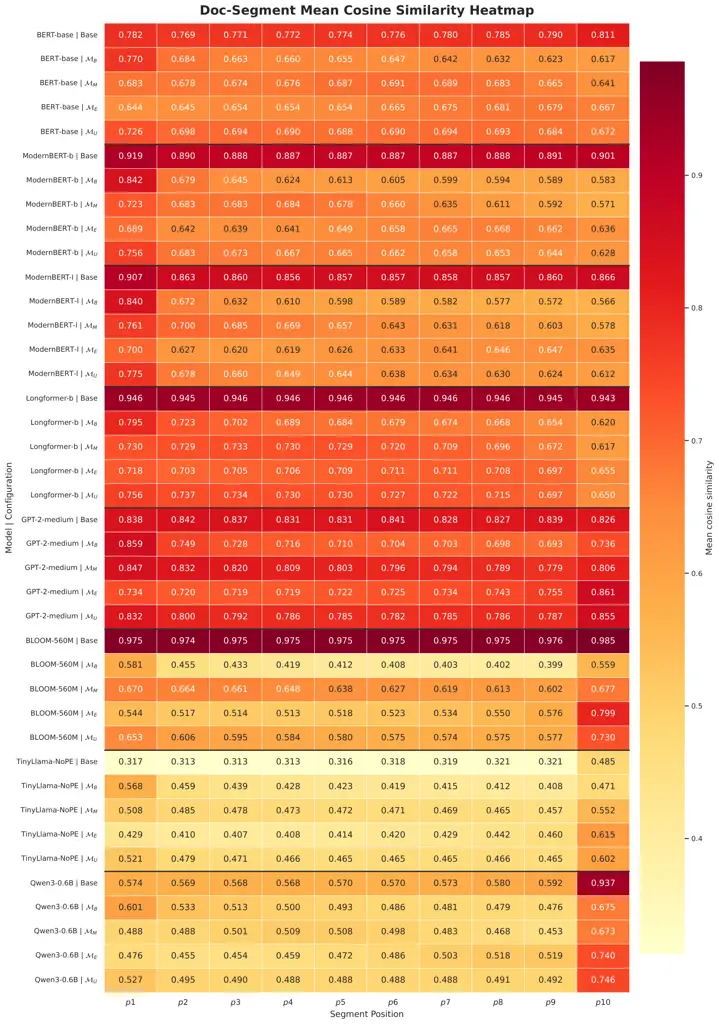 Doc-Segment Mean Cosine Similarity Heatmap
BERT-base | Base 0.782 0.769 0.771 0.772 0.774 0.776 0.780 0.785 0.790 0.811
BERT-base | ℳ_B 0.770 0.684 0.663 0.660 0.655 0.647 0.642 0.632 0.623 0.617
BERT-base | ℳ_M 0.683 0.678 0.674 0.676 0.687 0.691 0.689 0.683 0.665 0.641
BERT-base | ℳ_E 0.644 0.645 0.654 0.654 0.654 0.665 0.675 0.681 0.679 0.667
BERT-base | ℳ_U 0.726 0.698 0.694 0.690 0.688 0.690 0.694 0.693 0.684 0.672
ModernBERT-b | Base 0.919 0.890 0.888 0.887 0.887 0.887 0.887 0.888 0.891 0.901
ModernBERT-b | ℳ_B 0.842 0.679 0.645 0.624 0.613 0.605 0.599 0.594 0.589 0.583
ModernBERT-b | ℳ_M 0.723 0.683 0.683 0.684 0.678 0.660 0.635 0.611 0.592 0.571
ModernBERT-b | ℳ_E 0.689 0.642 0.639 0.641 0.649 0.658 0.665 0.668 0.662 0.636
ModernBERT-b | ℳ_U 0.756 0.683 0.673 0.667 0.665 0.662 0.658 0.653 0.644 0.628
ModernBERT-l | Base 0.907 0.863 0.860 0.856 0.857 0.857 0.858 0.857 0.860 0.866
ModernBERT-l | ℳ_B 0.840 0.672 0.632 0.610 0.598 0.589 0.582 0.577 0.572 0.566
ModernBERT-l | ℳ_M 0.761 0.700 0.685 0.669 0.657 0.643 0.631 0.618 0.603 0.578
ModernBERT-l | ℳ_E 0.700 0.627 0.620 0.619 0.626 0.633 0.641 0.646 0.647 0.635
ModernBERT-l | ℳ_U 0.775 0.678 0.660 0.649 0.644 0.638 0.634 0.630 0.624 0.612
Longformer-b | Base 0.946 0.945 0.946 0.946 0.946 0.946 0.946 0.946 0.945 0.943
Longformer-b | ℳ_B 0.795 0.723 0.702 0.689 0.684 0.679 0.674 0.668 0.654 0.620
Longformer-b | ℳ_M 0.730 0.729 0.733 0.730 0.729 0.720 0.709 0.696 0.672 0.617
Longformer-b | ℳ_E 0.718 0.703 0.705 0.706 0.709 0.711 0.711 0.708 0.697 0.655
Longformer-b | ℳ_U 0.756 0.737 0.734 0.730 0.730 0.727 0.722 0.715 0.697 0.650
GPT-2-medium | Base 0.838 0.842 0.837 0.831 0.831 0.841 0.828 0.827 0.839 0.826
GPT-2-medium | ℳ_B 0.859 0.749 0.728 0.716 0.710 0.704 0.703 0.698 0.693 0.736
GPT-2-medium | ℳ_M 0.847 0.832 0.820 0.809 0.803 0.796 0.794 0.789 0.779 0.806
GPT-2-medium | ℳ_E 0.734 0.720 0.719 0.719 0.722 0.725 0.734 0.743 0.755 0.861
GPT-2-medium | ℳ_U 0.832 0.800 0.792 0.786 0.785 0.782 0.785 0.786 0.787 0.855
BLOOM-560M | Base 0.975 0.974 0.975 0.975 0.975 0.975 0.975 0.975 0.976 0.985
BLOOM-560M | ℳ_B 0.581 0.455 0.433 0.419 0.412 0.408 0.403 0.402 0.399 0.559
BLOOM-560M | ℳ_M 0.670 0.664 0.661 0.648 0.638 0.627 0.619 0.613 0.602 0.677
BLOOM-560M | ℳ_E 0.544 0.517 0.514 0.513 0.518 0.523 0.534 0.550 0.576 0.799
BLOOM-560M | ℳ_U 0.653 0.606 0.595 0.584 0.580 0.575 0.574 0.575 0.577 0.730
TinyLlama-NoPE | Base 0.317 0.313 0.313 0.313 0.316 0.318 0.319 0.321 0.321 0.485
TinyLlama-NoPE | ℳ_B 0.568 0.459 0.439 0.428 0.423 0.419 0.415 0.412 0.408 0.471
TinyLlama-NoPE | ℳ_M 0.508 0.485 0.478 0.473 0.472 0.471 0.469 0.465 0.457 0.552
TinyLlama-NoPE | ℳ_E 0.429 0.410 0.407 0.408 0.414 0.420 0.429 0.442 0.460 0.615
TinyLlama-NoPE | ℳ_U 0.521 0.479 0.471 0.466 0.465 0.465 0.465 0.466 0.465 0.602
Qwen3-0.6B | Base 0.574 0.569 0.568 0.568 0.570 0.570 0.573 0.580 0.592 0.937
Qwen3-0.6B | ℳ_B 0.601 0.533 0.513 0.500 0.493 0.486 0.481 0.479 0.476 0.675
Qwen3-0.6B | ℳ_M 0.488 0.488 0.501 0.509 0.508 0.498 0.483 0.468 0.453 0.673
Qwen3-0.6B | ℳ_E 0.476 0.455 0.454 0.459 0.472 0.486 0.503 0.518 0.519 0.740
Qwen3-0.6B | ℳ_U 0.527 0.495 0.490 0.488 0.488 0.488 0.488 0.491 0.492 0.746
p1 p2 p3 p4 p5 p6 p7 p8 p9 p10
Segment Position
Model | Configuration
0.9
0.8
0.7
0.6
0.5
0.4
Mean cosine similarity